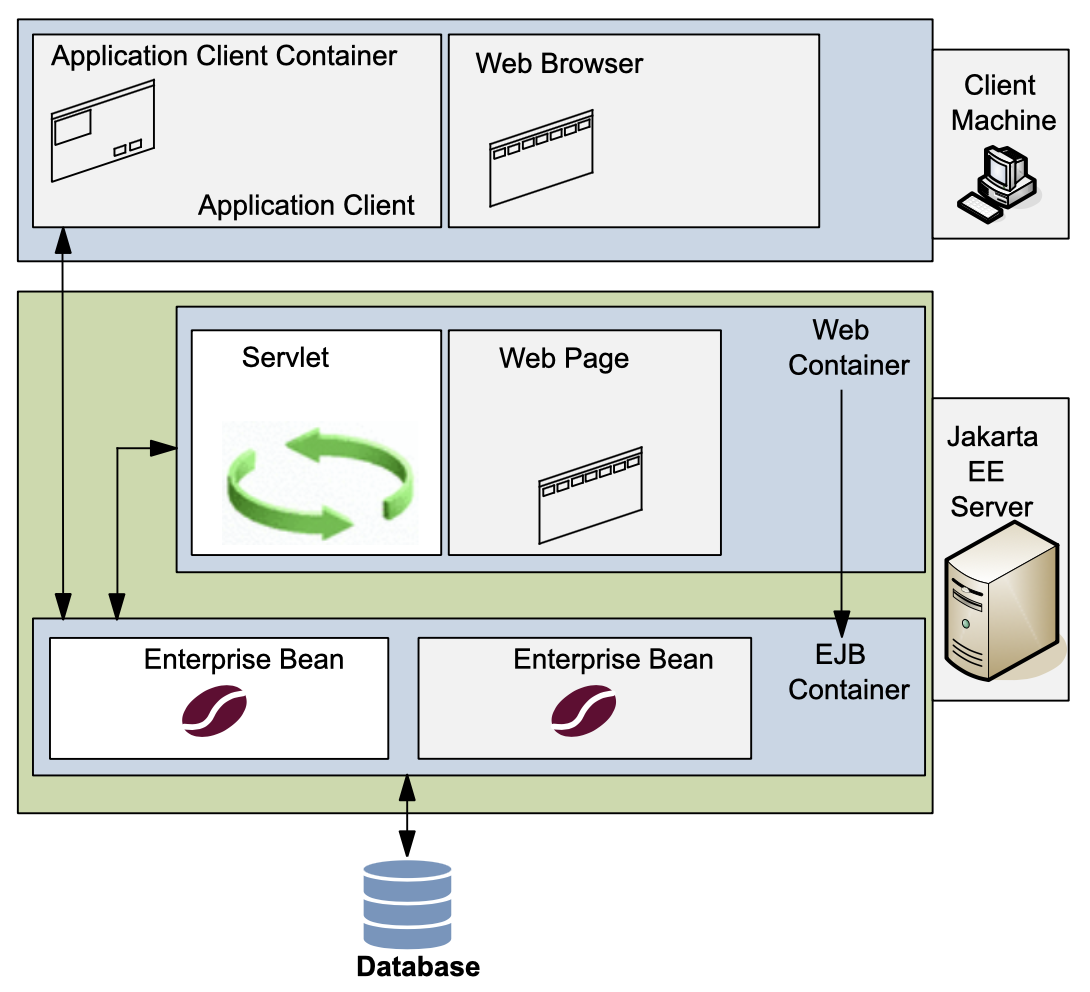 Application Client Container
Application Client
Web Browser
Client
Machine
Servlet
Web Page
Web
Container
Jakarta
EE
Server
Enterprise Bean
Enterprise Bean
EJB
Container
Database